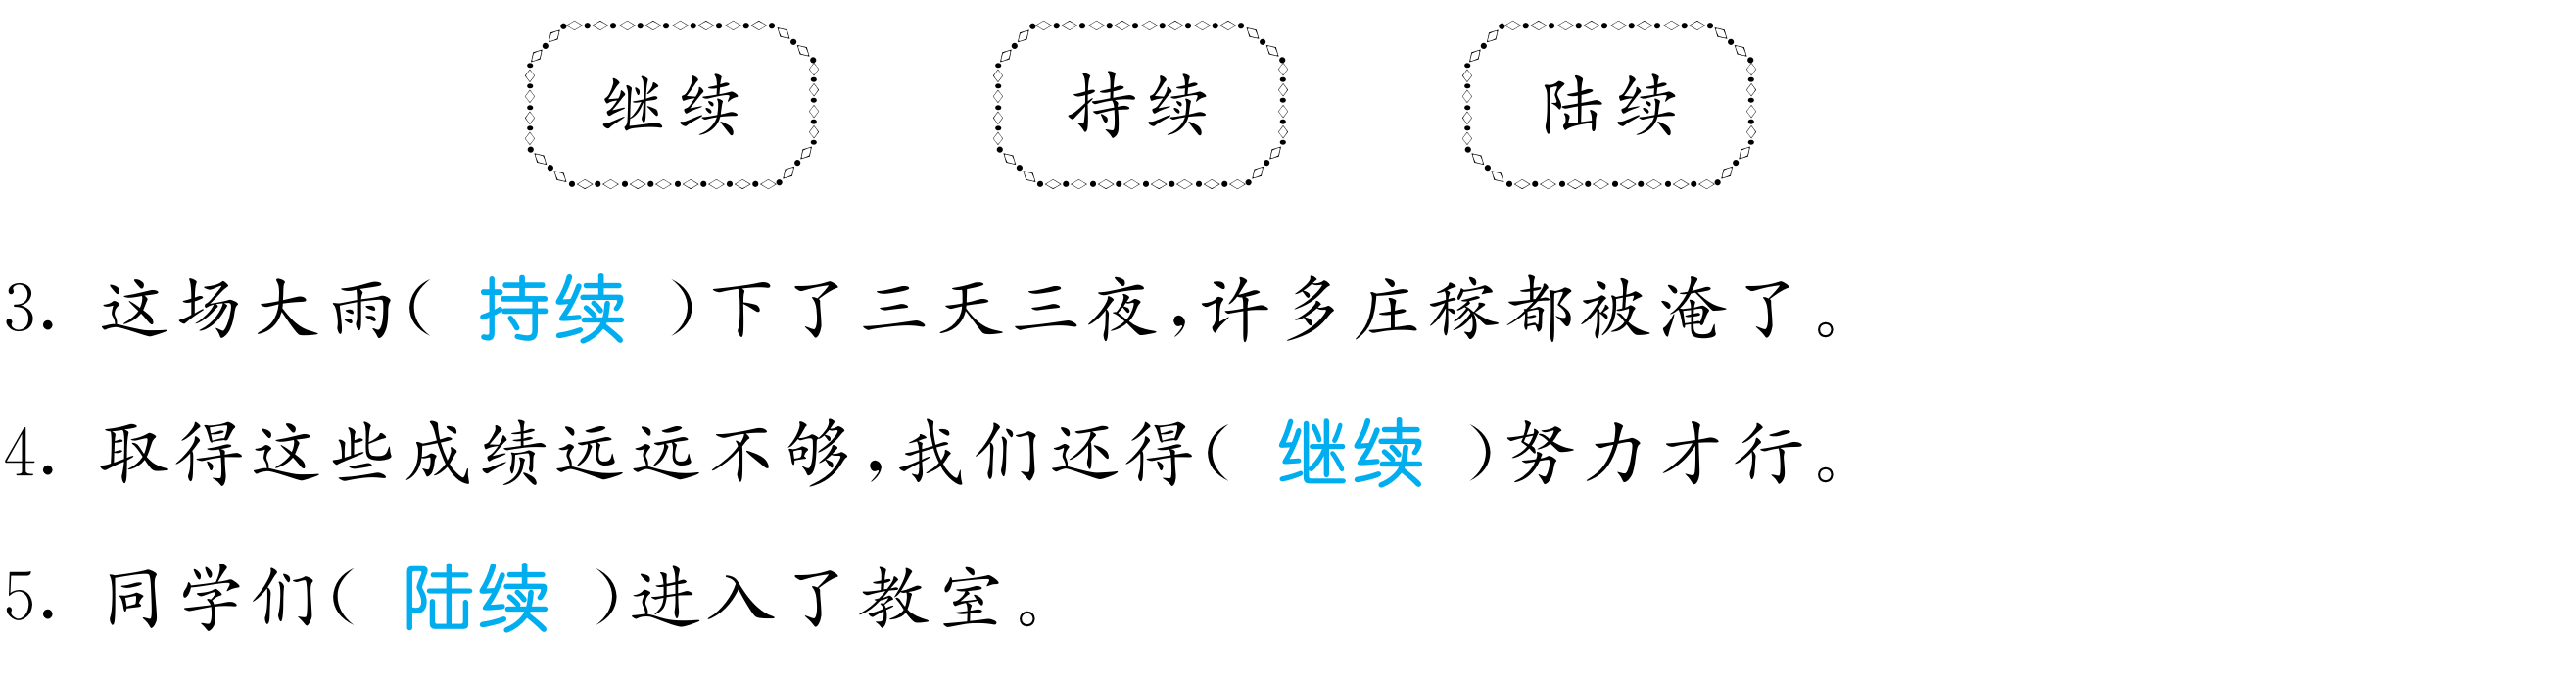 继续 持续 陆续
3. 这场大雨( 持续 )下了三天三夜,许多庄稼都被淹了。
4. 取得这些成绩远远不够,我们还得( 继续 )努力才行。
5. 同学们( 陆续 )进入了教室。